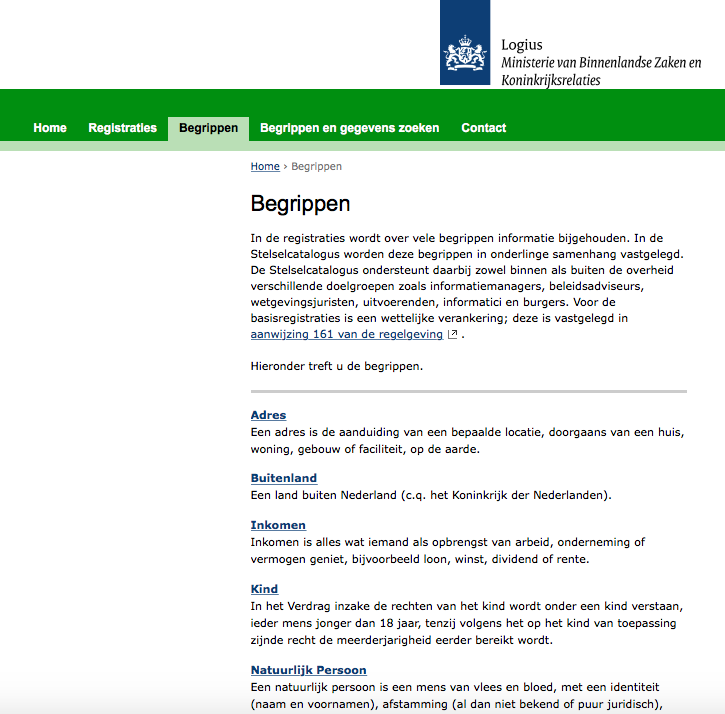 Logius
Ministerie van Binnenlandse Zaken en
Koninkrijksrelaties
Home Registraties Begrippen Begrippen en gegevens zoeken Contact
Home › Begrippen
Begrippen
In de registraties wordt over vele begrippen informatie bijgehouden. In de
Stelselcatalogus worden deze begrippen in onderlinge samenhang vastgelegd.
De Stelselcatalogus ondersteunt daarbij zowel binnen als buiten de overheid
verschillende doelgroepen zoals informatiemanagers, beleidsadviseurs,
wetgevingsjuristen, uitvoerenden, informatici en burgers. Voor de
basisregistraties is een wettelijke verankering; deze is vastgelegd in
aanwijzing 161 van de regelgeving .
Hieronder treft u de begrippen.
Adres
Een adres is de aanduiding van een bepaalde locatie, doorgaans van een huis,
woning, gebouw of faciliteit, op de aarde.
Buitenland
Een land buiten Nederland (c.q. het Koninkrijk der Nederlanden).
Inkomen
Inkomen is alles wat iemand als opbrengst van arbeid, onderneming of
vermogen geniet, bijvoorbeeld loon, winst, dividend of rente.
Kind
In het Verdrag inzake de rechten van het kind wordt onder een kind verstaan,
ieder mens jonger dan 18 jaar, tenzij volgens het op het kind van toepassing
zijnde recht de meerderjarigheid eerder bereikt wordt.
Natuurlijk Persoon
Een natuurlijk persoon is een mens van vlees en bloed, met een identiteit
(naam en voornamen), afstamming (al dan niet bekend of puur juridisch),